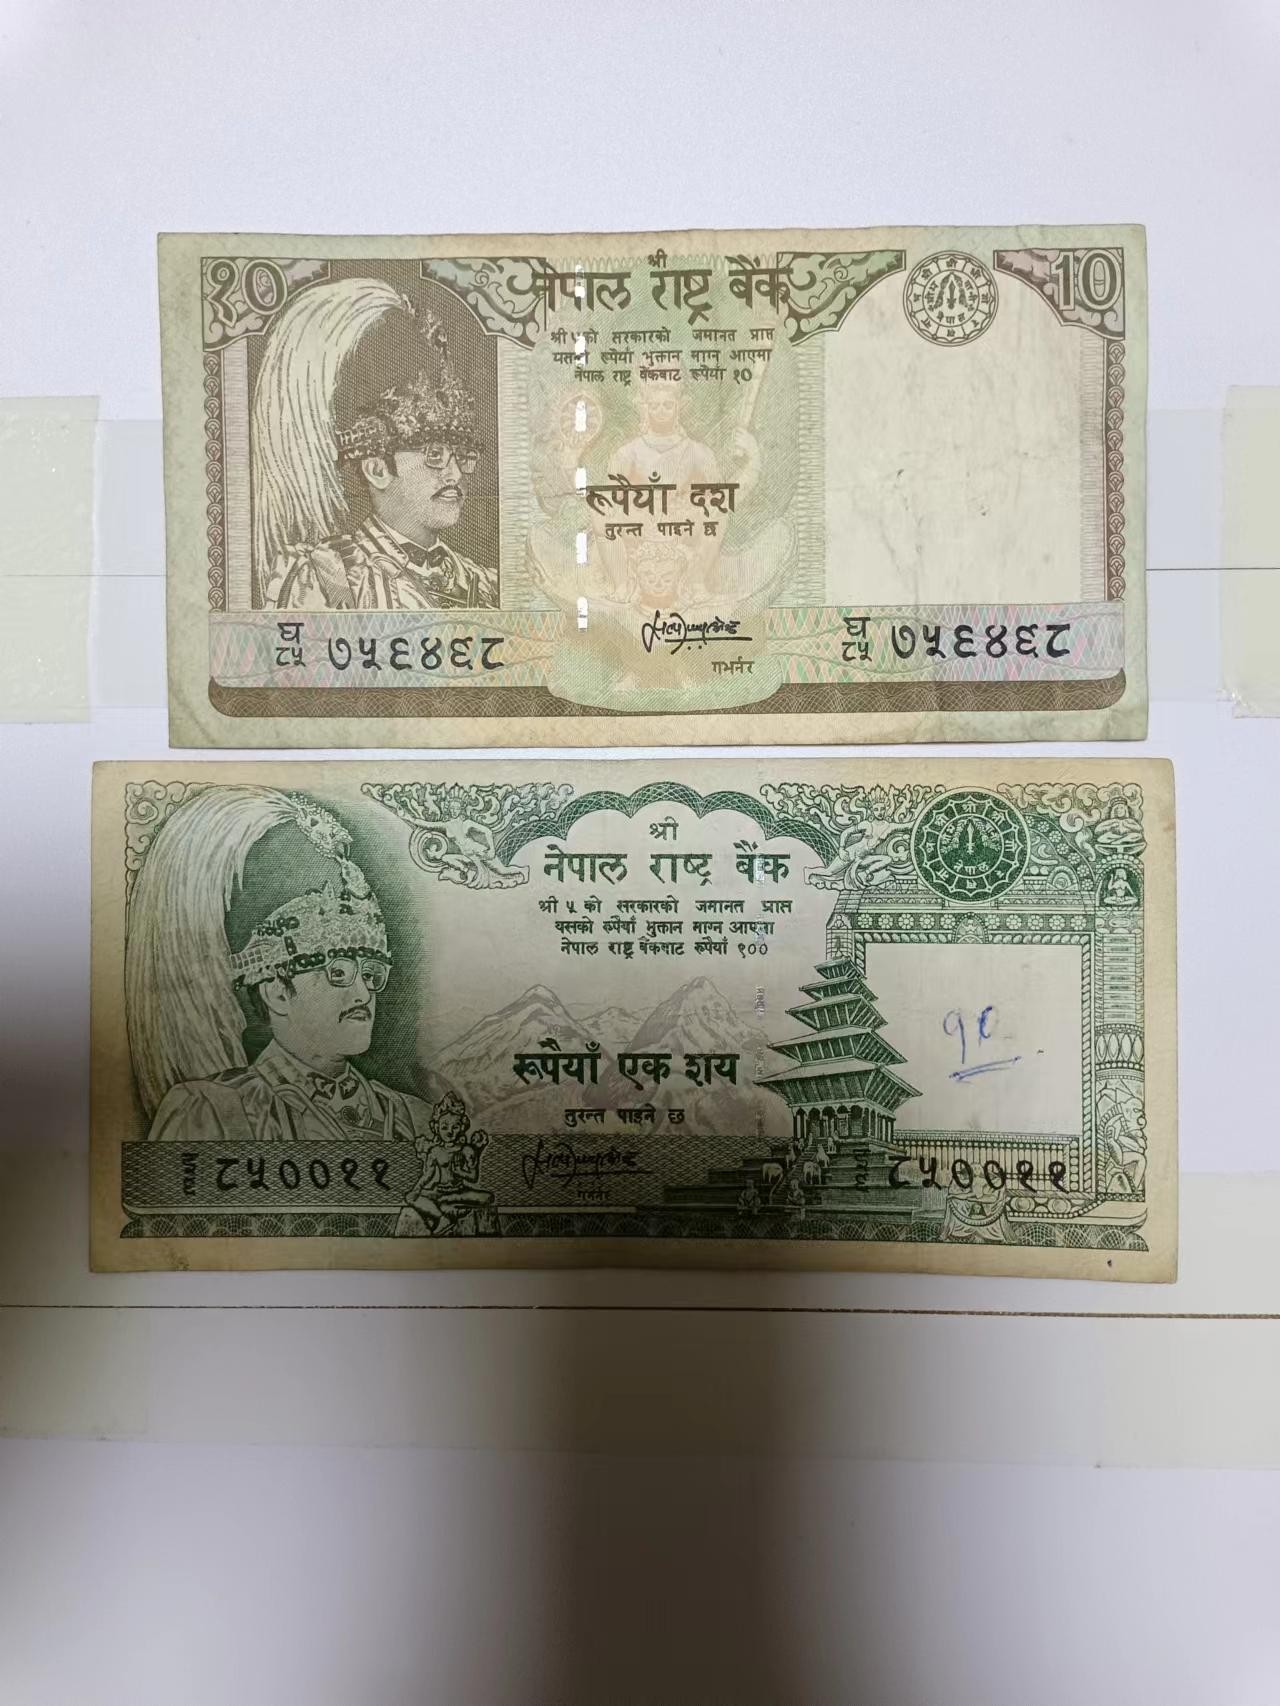 १० 10
श्री
नेपाल राष्ट्र बैंक
श्री ५ को सरकारको जमानत प्राप्त
यसको रुपैयाँ भुक्तान माग्न आएमा
नेपाल राष्ट्र बैंकबाट रुपैयाँ १०
रूपैयाँ दश
तुरन्त पाइने छ
घ
८५ ७५६४६८
गभर्नर
घ
८५ ७५६४६८
श्री
नेपाल राष्ट्र बैंक
श्री ५ को सरकारको जमानत प्राप्त
यसको रुपैयाँ भुक्तान माग्न आएमा
नेपाल राष्ट्र बैंकबाट रुपैयाँ १००
नेपाल
१०
रूपैयाँ एक शय
तुरन्त पाइने छ
८५००११
गभर्नर
८५००११